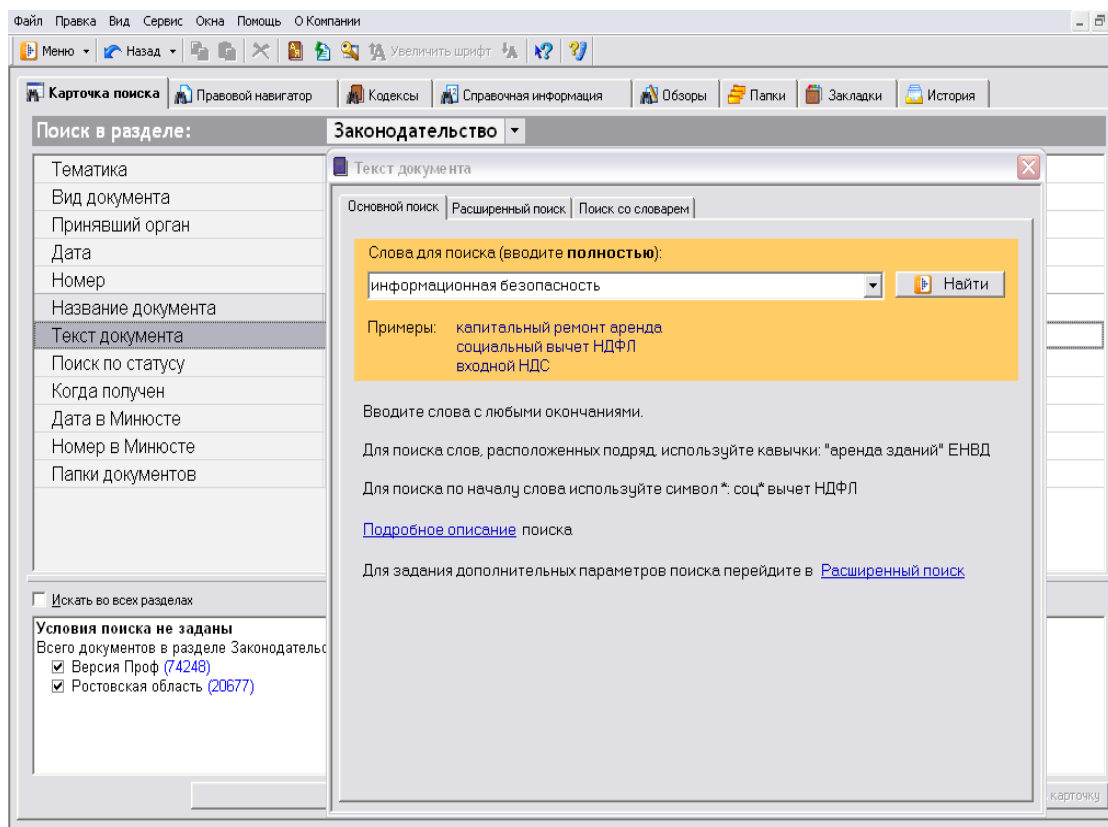 Файл Правка Вид Сервис Окна Помощь О Компании
Меню Назад Увеличить шрифт
Карточка поиска Правовой навигатор Кодексы Справочная информация Обзоры Папки Закладки История
Поиск в разделе: Законодательство
Тематика
Вид документа
Принявший орган
Дата
Номер
Название документа
Текст документа
Поиск по статусу
Когда получен
Дата в Минюсте
Номер в Минюсте
Папки документов
Искать во всех разделах
Условия поиска не заданы
Всего документов в разделе Законодательс
Версия Проф (74248)
Ростовская область (20677)
Текст документа
Основной поиск Расширенный поиск Поиск со словарем
Слова для поиска (вводите полностью):
информационная безопасность Найти
Примеры: капитальный ремонт аренда
социальный вычет НДФЛ
входной НДС
Вводите слова с любыми окончаниями.
Для поиска слов, расположенных подряд, используйте кавычки: "аренда зданий" ЕНВД
Для поиска по началу слова используйте символ *: соц* вычет НДФЛ
Подробное описание поиска
Для задания дополнительных параметров поиска перейдите в Расширенный поиск
карточку